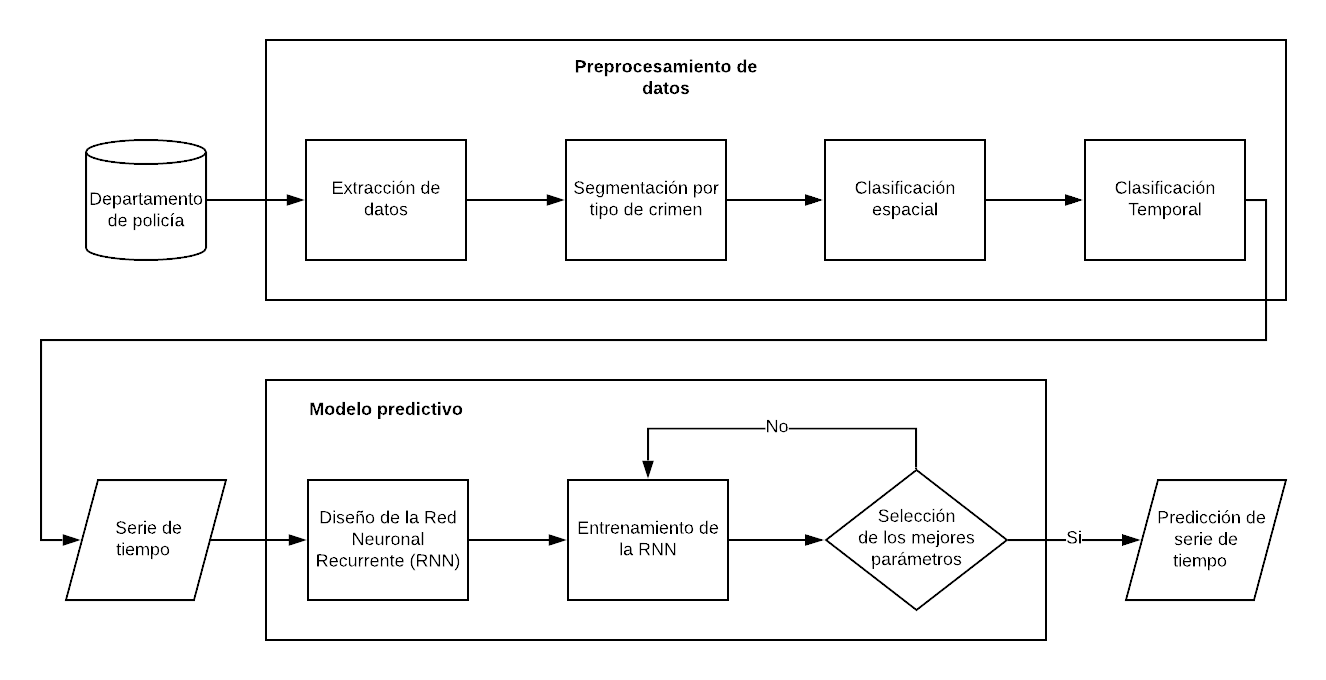 Preprocesamiento de
datos
Departamento
de policía
Extracción de
datos
Segmentación por
tipo de crimen
Clasificación
espacial
Clasificación
Temporal
Modelo predictivo
No
Serie de
tiempo
Diseño de la Red
Neuronal
Recurrente (RNN)
Entrenamiento de
la RNN
Selección
de los mejores
parámetros
Si
Predicción de
serie de
tiempo